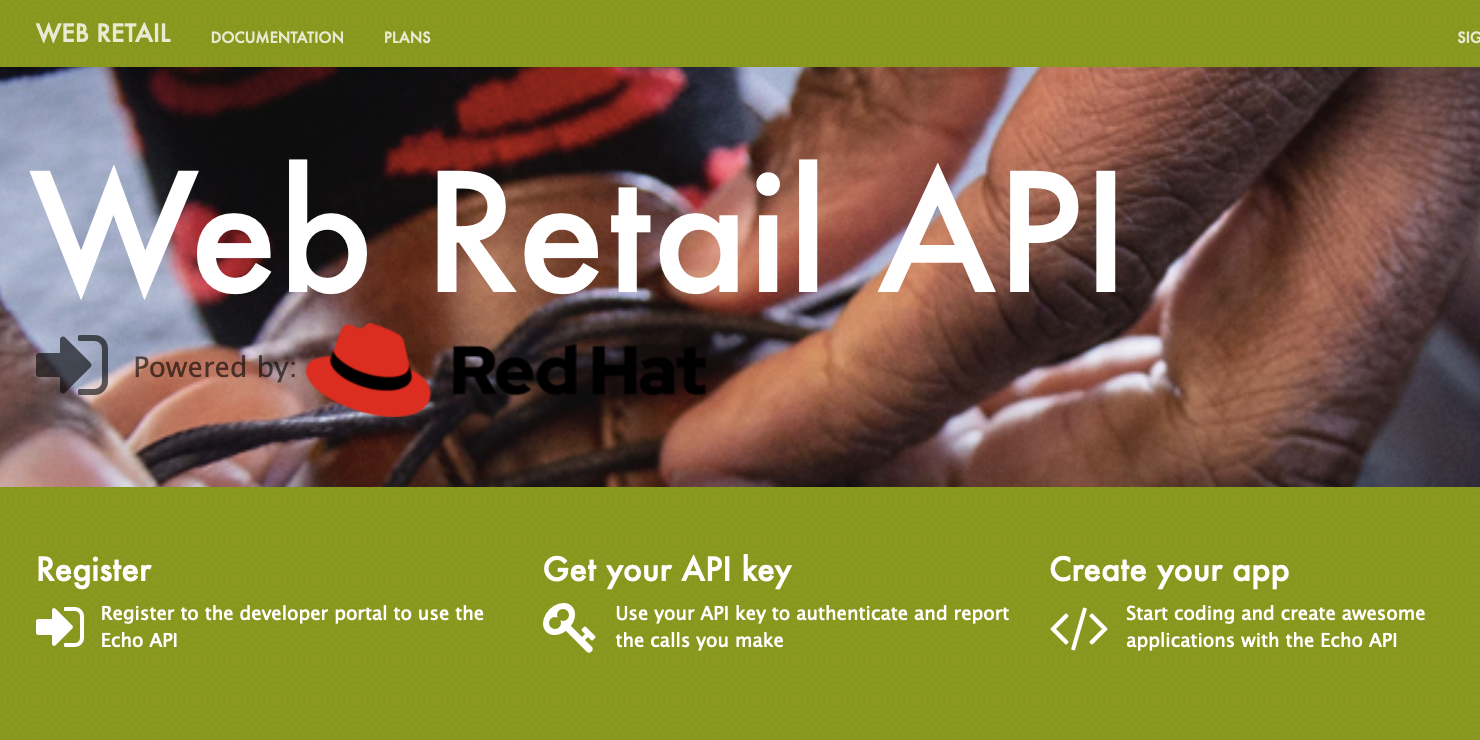 WEB RETAIL DOCUMENTATION PLANS SIG
Web Retail API
Powered by: Red Hat
Register
Register to the developer portal to use the
Echo API
Get your API key
Use your API key to authenticate and report
the calls you make
Create your app
Start coding and create awesome
applications with the Echo API